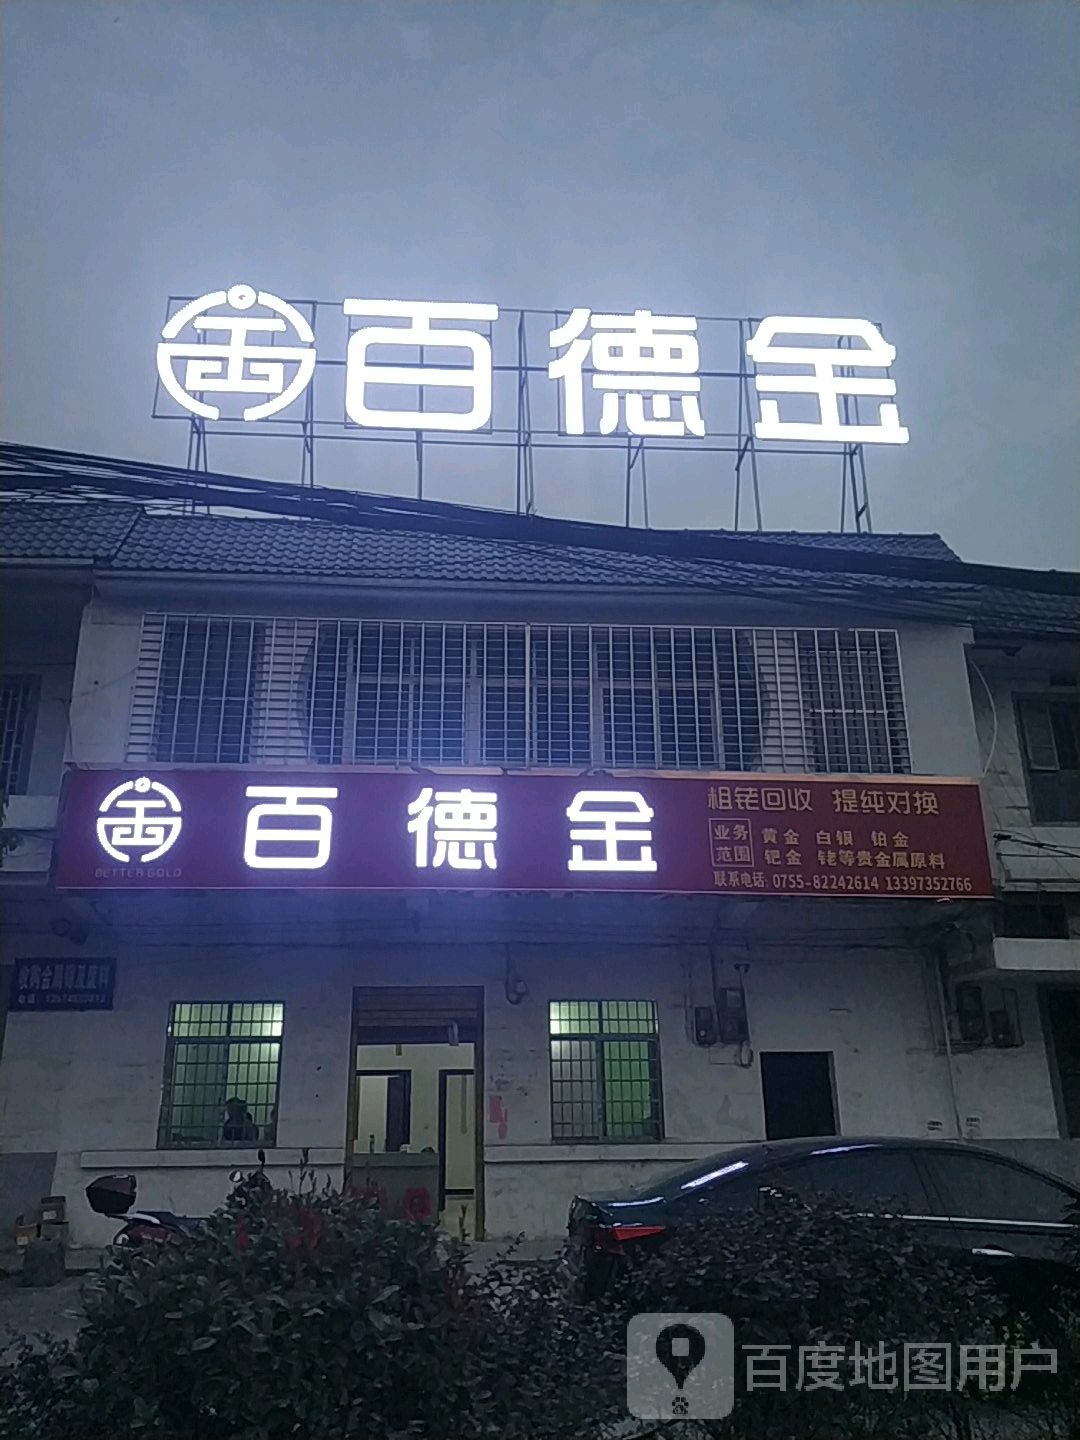 百德金
百德金
BETTER GOLD
粗铑回收 提纯对换
业务范围
黄金 白银 铂金
钯金 铑等贵金属原料
联系电话: 0755-82242614 13397352766
百度地图用户